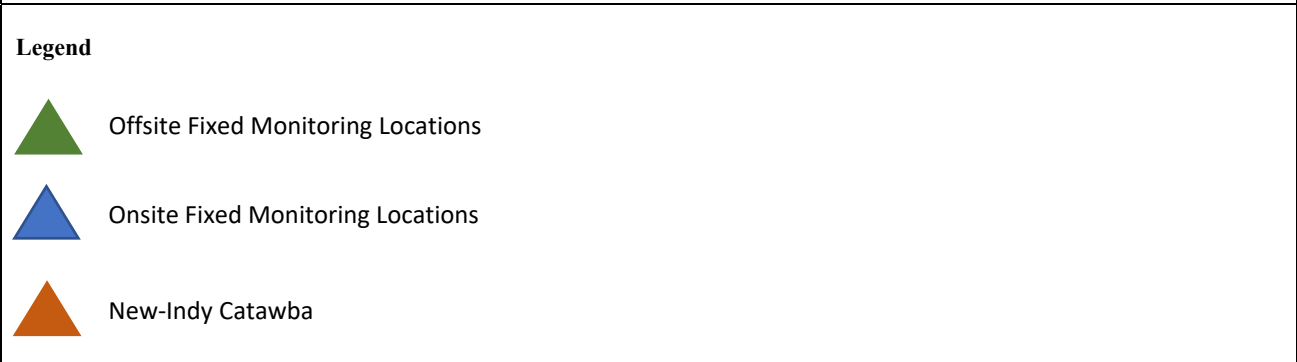 Legend
Offsite Fixed Monitoring Locations
Onsite Fixed Monitoring Locations
New-Indy Catawba